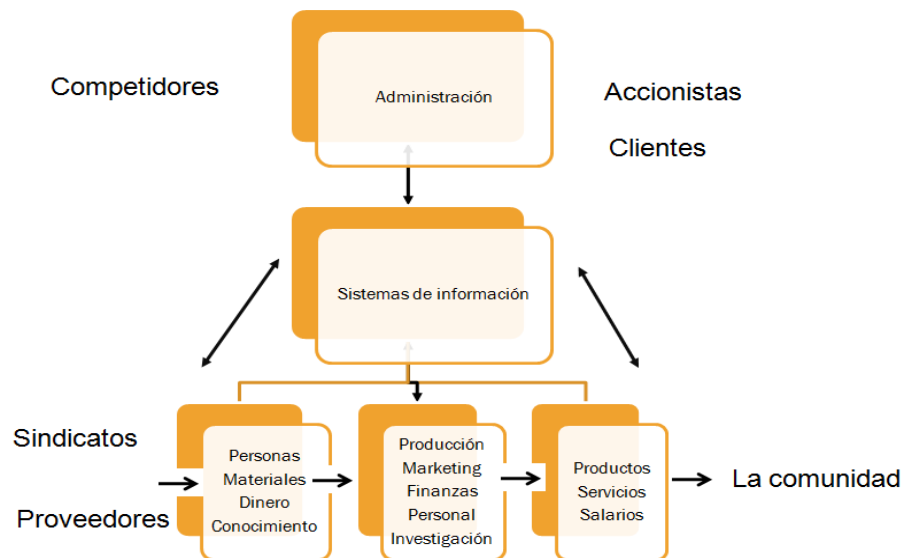 Competidores
Administración
Accionistas
Clientes
Sistemas de información
Sindicatos
Proveedores
Personas
Materiales
Dinero
Conocimiento
Producción
Marketing
Finanzas
Personal
Investigación
Productos
Servicios
Salarios
La comunidad